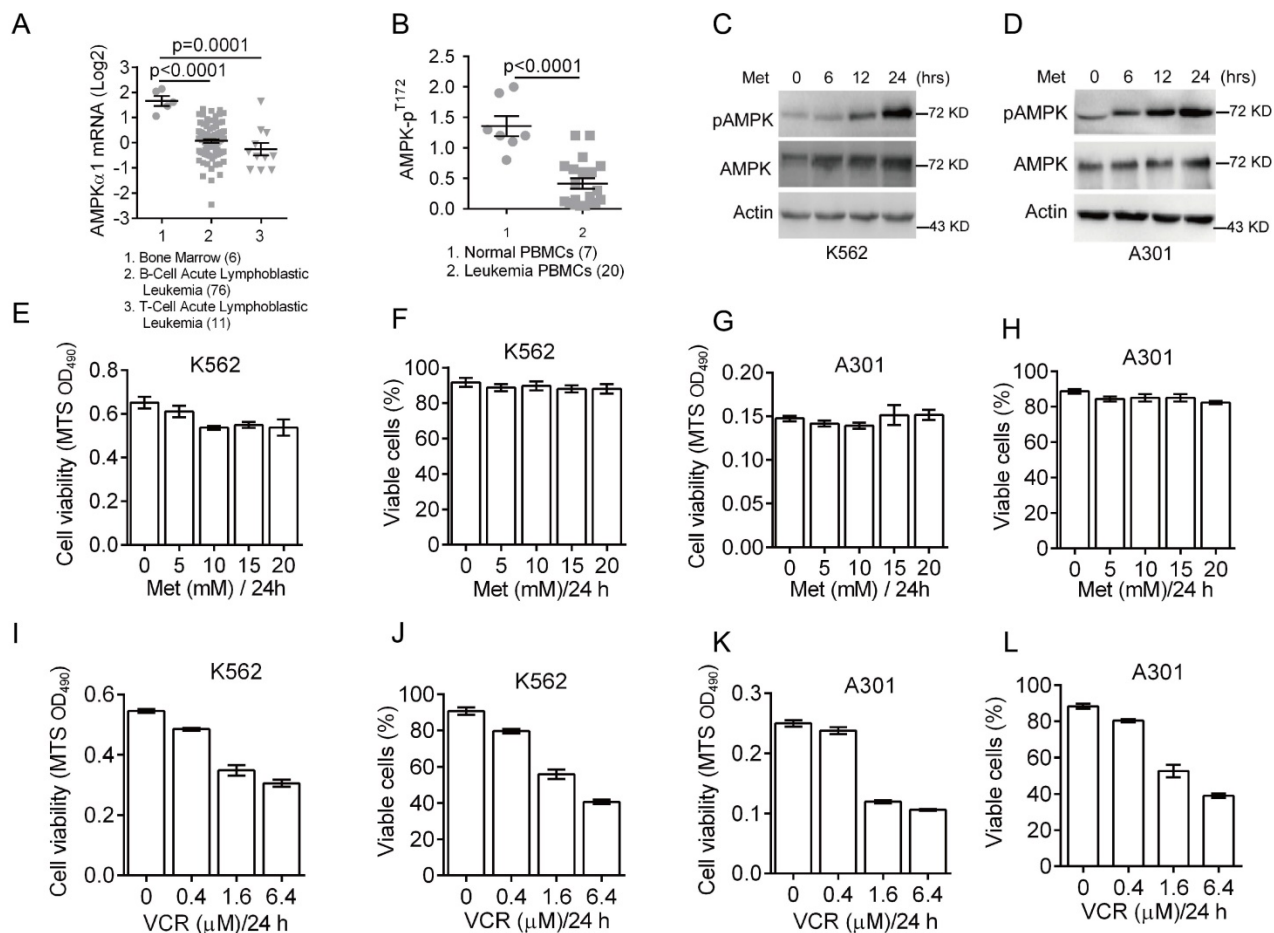 A
AMPKα1 mRNA (Log2)
p=0.0001
p<0.0001
3
2
1
0
-1
-2
-3
1 2 3
1. Bone Marrow (6)
2. B-Cell Acute Lymphoblastic
Leukemia (76)
3. T-Cell Acute Lymphoblastic
Leukemia (11)
B
AMPK-pT172
p<0.0001
2.5
2.0
1.5
1.0
0.5
0.0
1 2
1. Normal PBMCs (7)
2. Leukemia PBMCs (20)
C
Met 0 6 12 24 (hrs)
pAMPK 72 KD
AMPK 72 KD
Actin 43 KD
K562
D
Met 0 6 12 24 (hrs)
pAMPK 72 KD
AMPK 72 KD
Actin 43 KD
A301
E
K562
Cell viability (MTS OD490)
0.8
0.6
0.4
0.2
0.0
0 5 10 15 20
Met (mM) / 24h
F
K562
Viable cells (%)
100
80
60
40
20
0
0 5 10 15 20
Met (mM)/24 h
G
A301
Cell viability (MTS OD490)
0.20
0.15
0.10
0.05
0.00
0 5 10 15 20
Met (mM)/24 h
H
A301
Viable cells (%)
100
80
60
40
20
0
0 5 10 15 20
Met (mM)/24 h
I
K562
Cell viability (MTS OD490)
0.6
0.4
0.2
0.0
0 0.4 1.6 6.4
VCR (μM)/24 h
J
K562
Viable cells (%)
100
80
60
40
20
0
0 0.4 1.6 6.4
VCR (μM)/24 h
K
A301
Cell viability (MTS OD490)
0.3
0.2
0.1
0.0
0 0.4 1.6 6.4
VCR (μM)/24 h
L
A301
Viable cells (%)
100
80
60
40
20
0
0 0.4 1.6 6.4
VCR (μM)/24 h